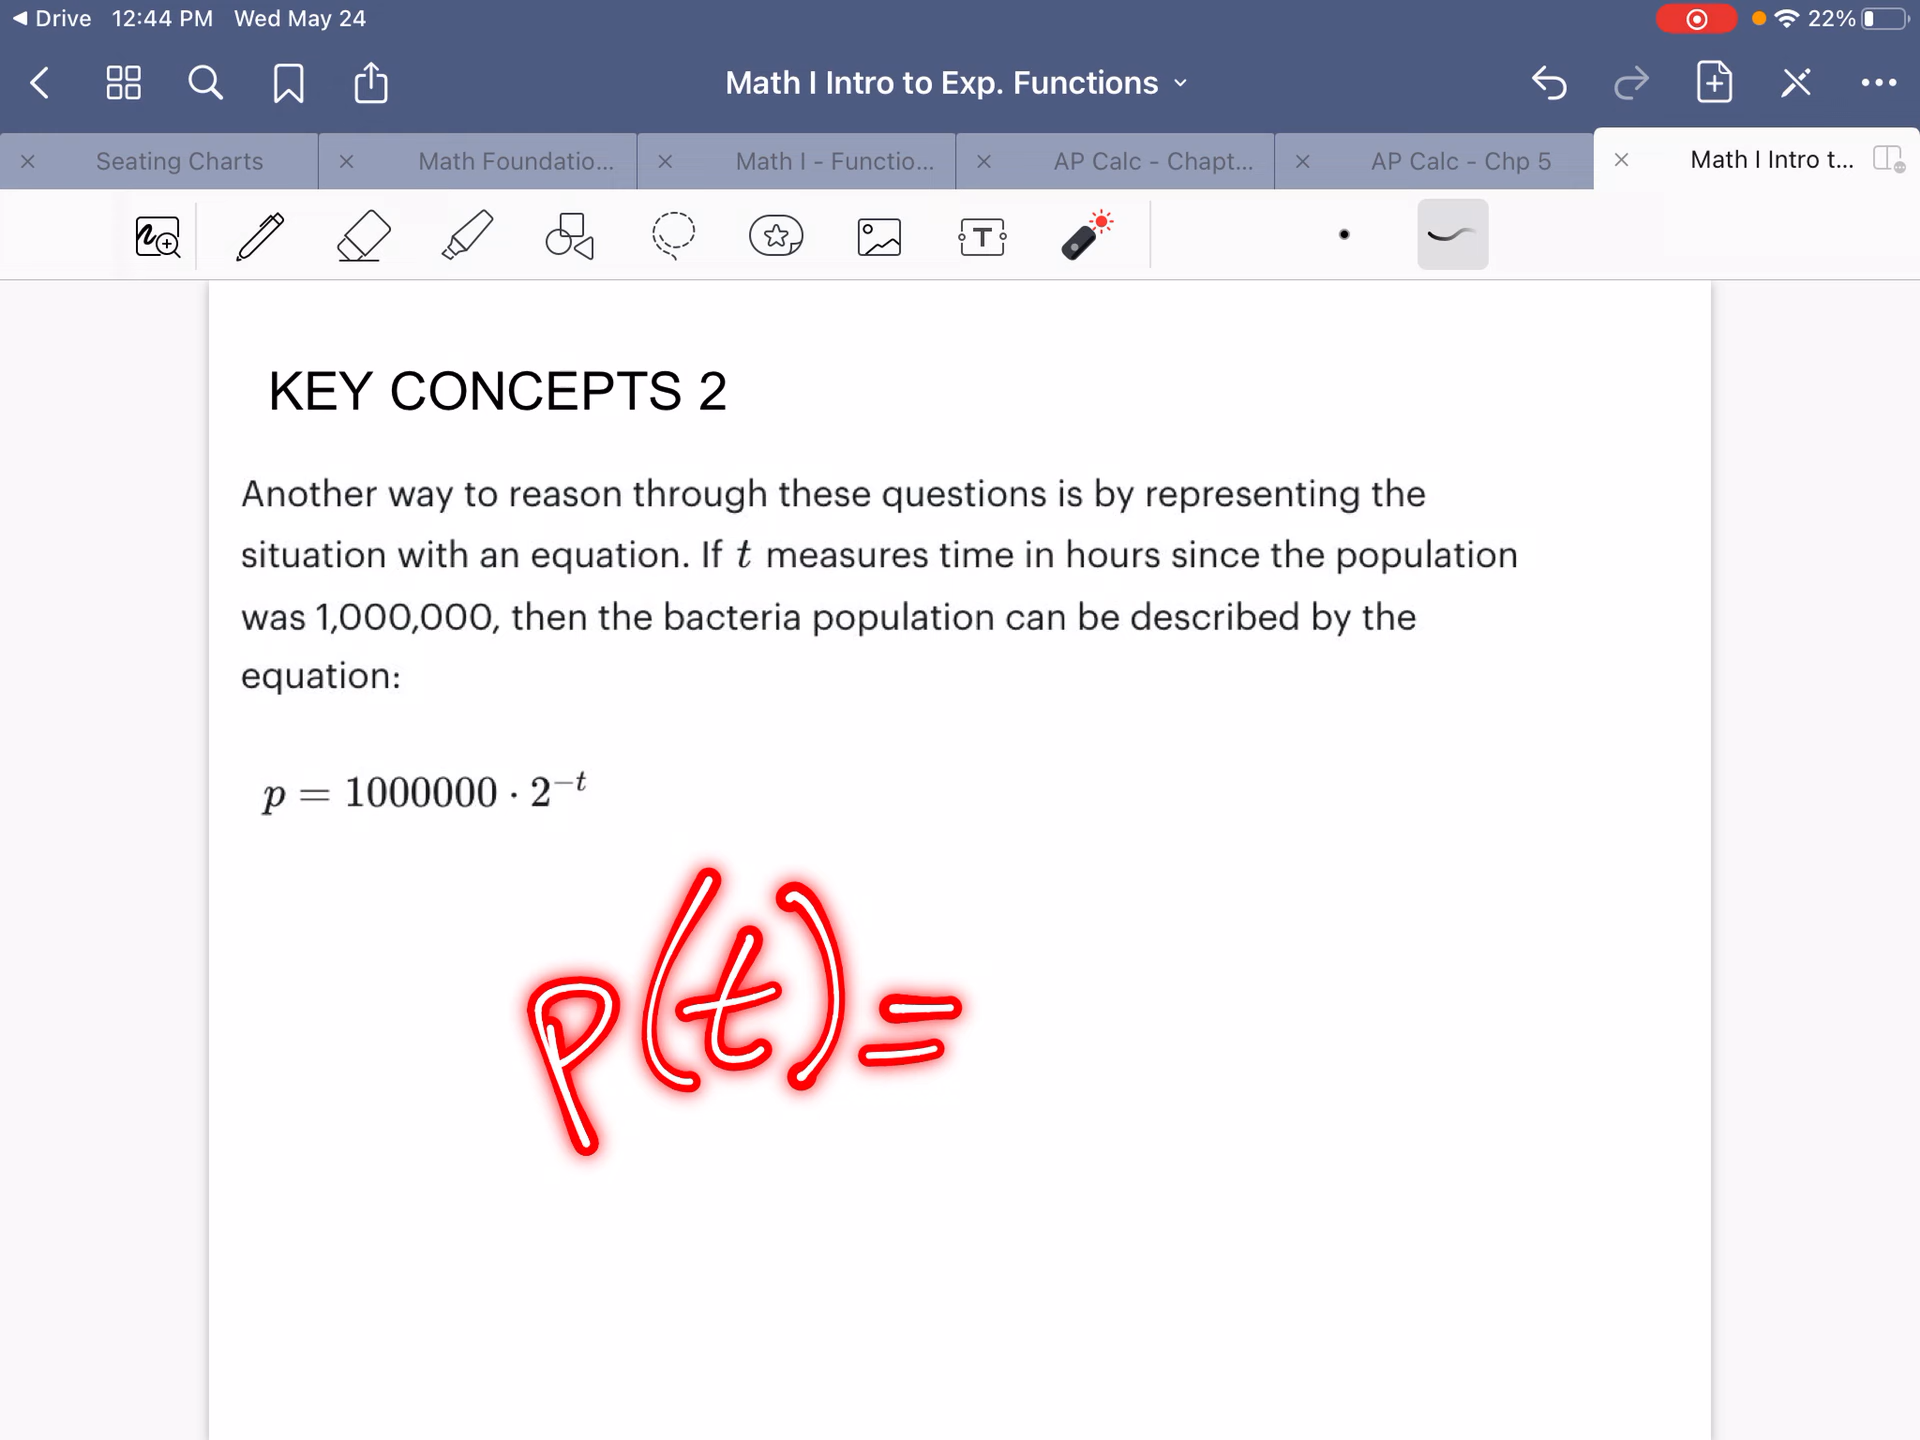 Drive 12:44 PM Wed May 24 22%
Math I Intro to Exp. Functions
Seating Charts Math Foundatio... Math I - Functio... AP Calc - Chapt... AP Calc - Chp 5 Math I Intro t...
T
KEY CONCEPTS 2
Another way to reason through these questions is by representing the
situation with an equation. If t measures time in hours since the population
was 1,000,000, then the bacteria population can be described by the
equation:
p = 1000000 · 2^{-t}
P(t)=